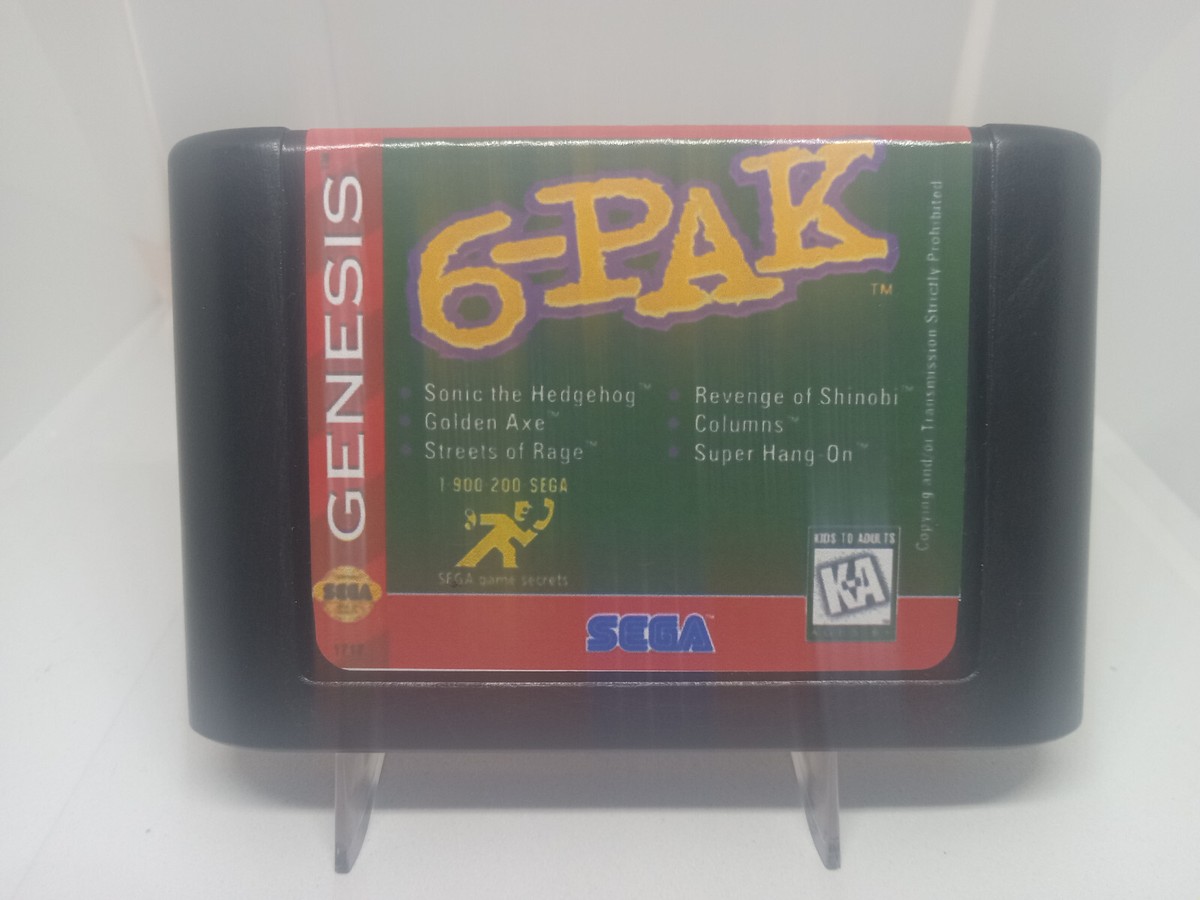 GENESIS
6-PAK ™
Sonic the Hedgehog™
Golden Axe™
Streets of Rage™
Revenge of Shinobi™
Columns™
Super Hang-On™
1 900 200 SEGA
SEGA game secrets
KIDS TO ADULTS
K-A
SEGA™
SEGA
Copying and/or Transmission Strictly Prohibited